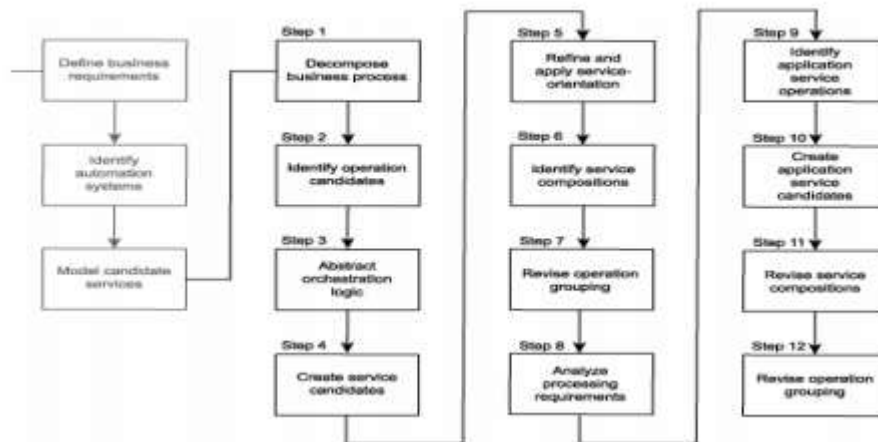 Define business
requirements
Identify
automation
systems
Model candidate
services
Step 1
Decompose
business process
Step 2
Identify operation
candidates
Step 3
Abstract
orchestration
logic
Step 4
Create service
candidates
Step 5
Refine and
apply service-
orientation
Step 6
Identify service
compositions
Step 7
Revise operation
grouping
Step 8
Analyze
processing
requirements
Step 9
Identify
application
service
operations
Step 10
Create
application
service
candidates
Step 11
Revise service
compositions
Step 12
Revise operation
grouping